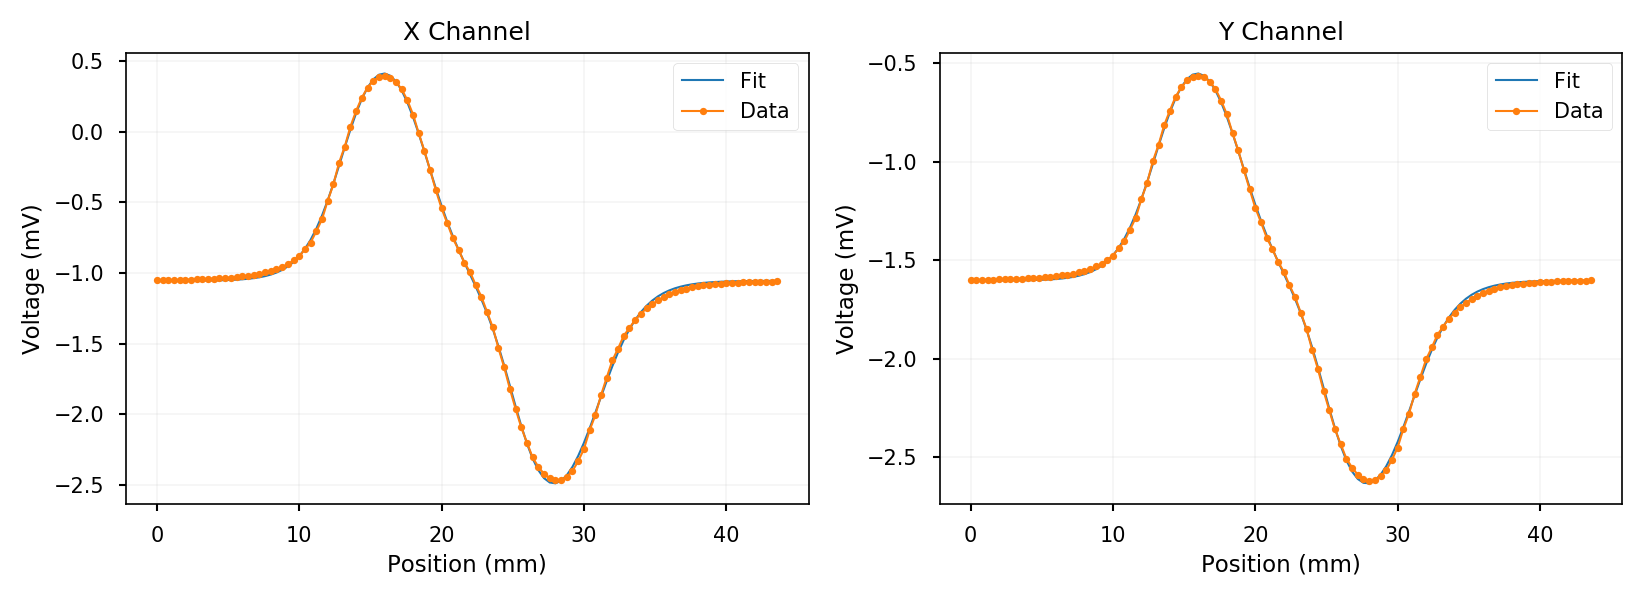 X Channel
0.5
0.0
−0.5
−1.0
−1.5
−2.0
−2.5
Voltage (mV)
0 10 20 30 40
Position (mm)
Fit
Data
Y Channel
−0.5
−1.0
−1.5
−2.0
−2.5
Voltage (mV)
0 10 20 30 40
Position (mm)
Fit
Data